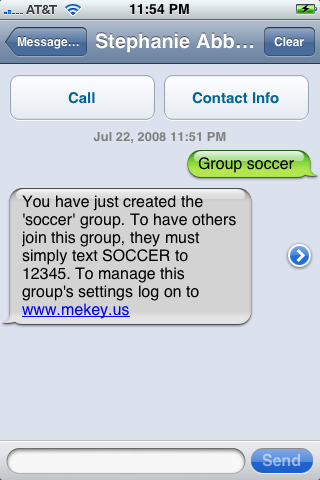 AT&T 11:54 PM
Message... Stephanie Abb... Clear
Call Contact Info
Jul 22, 2008 11:51 PM
Group soccer
You have just created the
'soccer' group. To have others
join this group, they must
simply text SOCCER to
12345. To manage this
group's settings log on to
www.mekey.us
Send